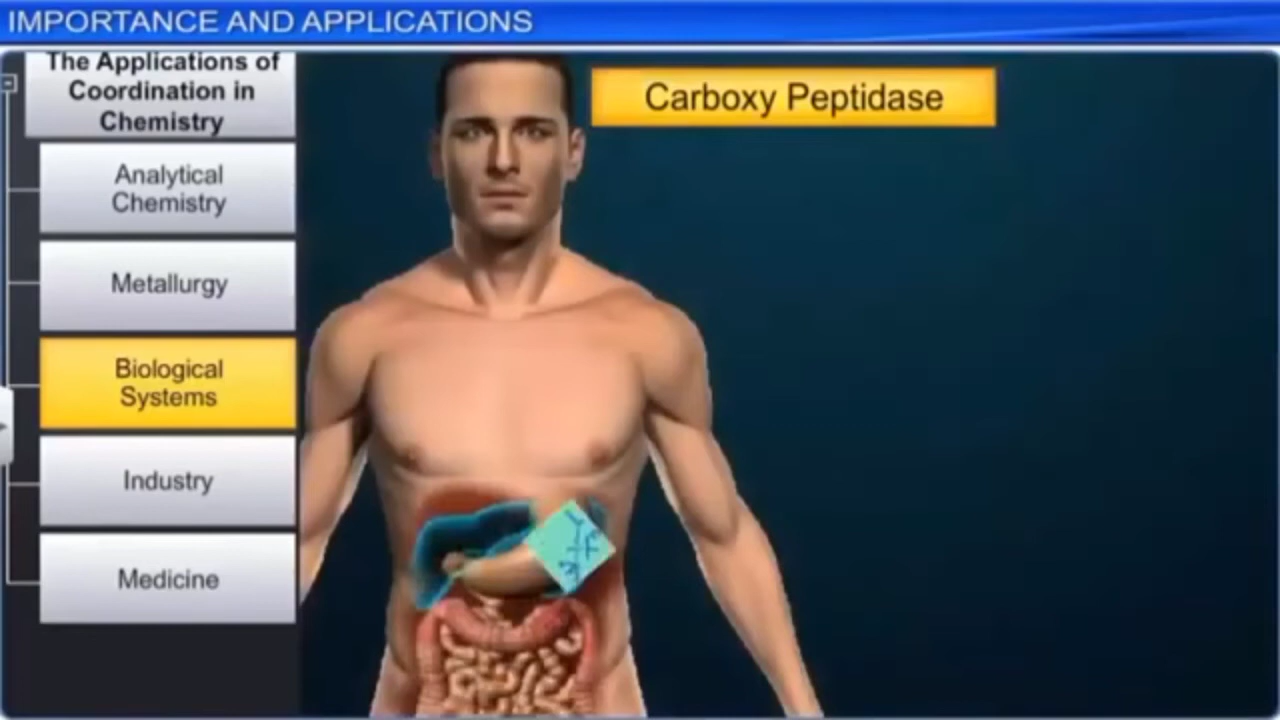 IMPORTANCE AND APPLICATIONS
The Applications of
Coordination in
Chemistry
Analytical
Chemistry
Metallurgy
Biological
Systems
Industry
Medicine
Carboxy Peptidase